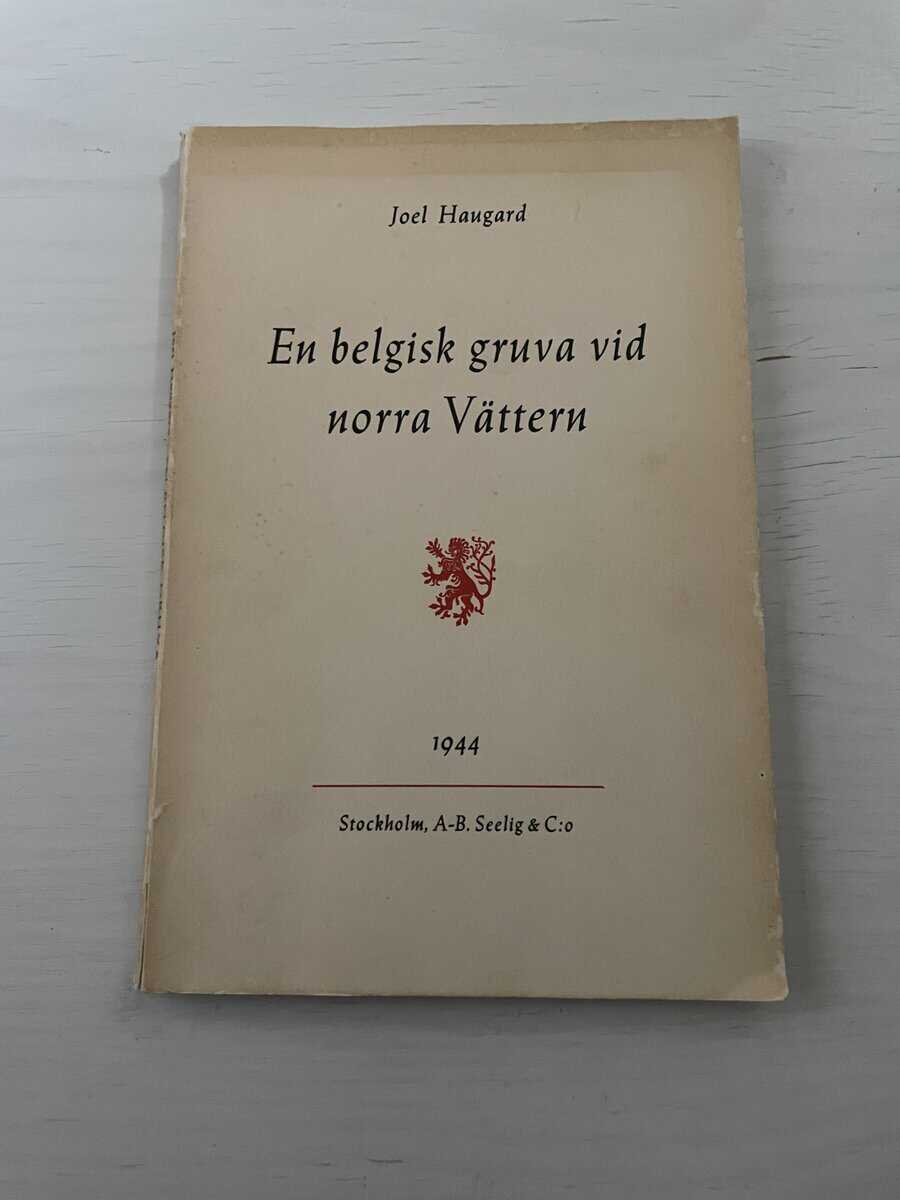 Joel Haugard
En belgisk gruva vid
norra Vättern
1944
Stockholm, A-B. Seelig & C:o